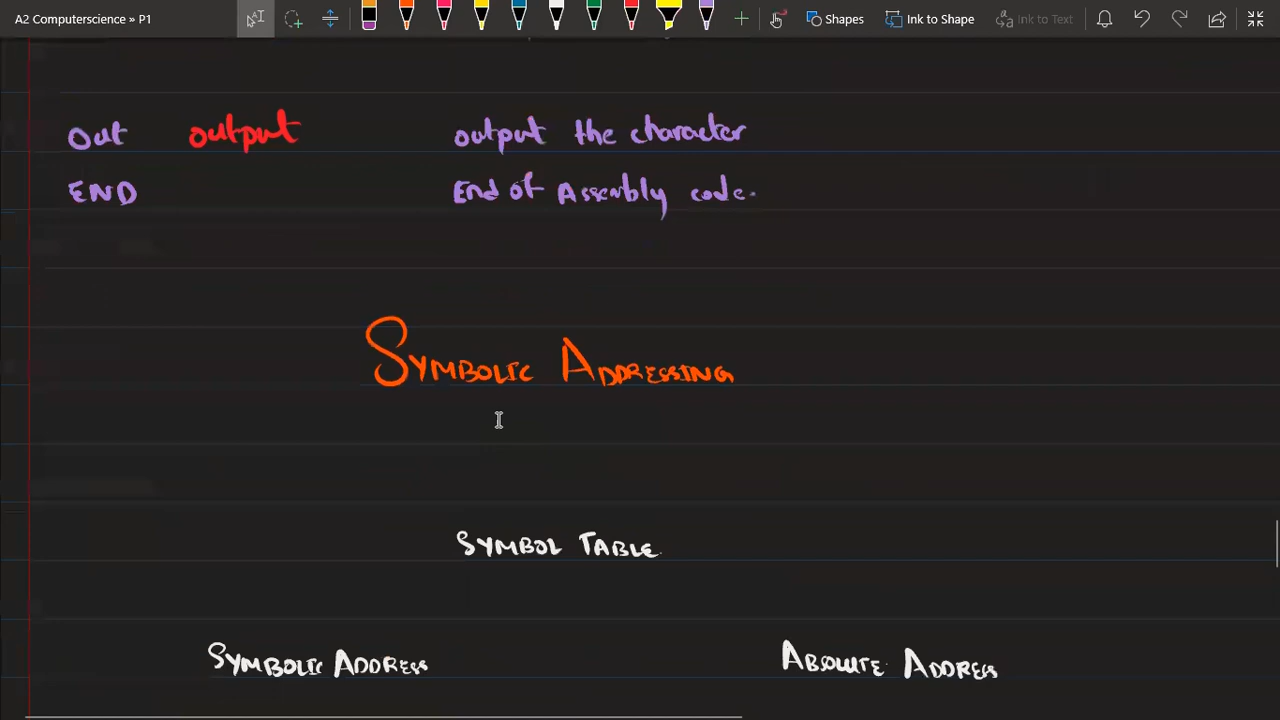 A2 Computerscience » P1
Shapes
Ink to Shape
Ink to Text
Out output output the character
END End of Assembly code.
SYMBOLIC ADDRESSING
SYMBOL TABLE
SYMBOLIC ADDRESS ABSOLUTE ADDRESS